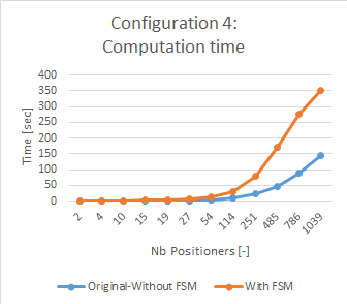 Configuration 4:
Computation time
400
350
300
250
200
150
100
50
0
Time [sec]
2 4 10 15 19 27 54 114 251 485 786 1039
Nb Positioners [-]
Original-Without FSM With FSM